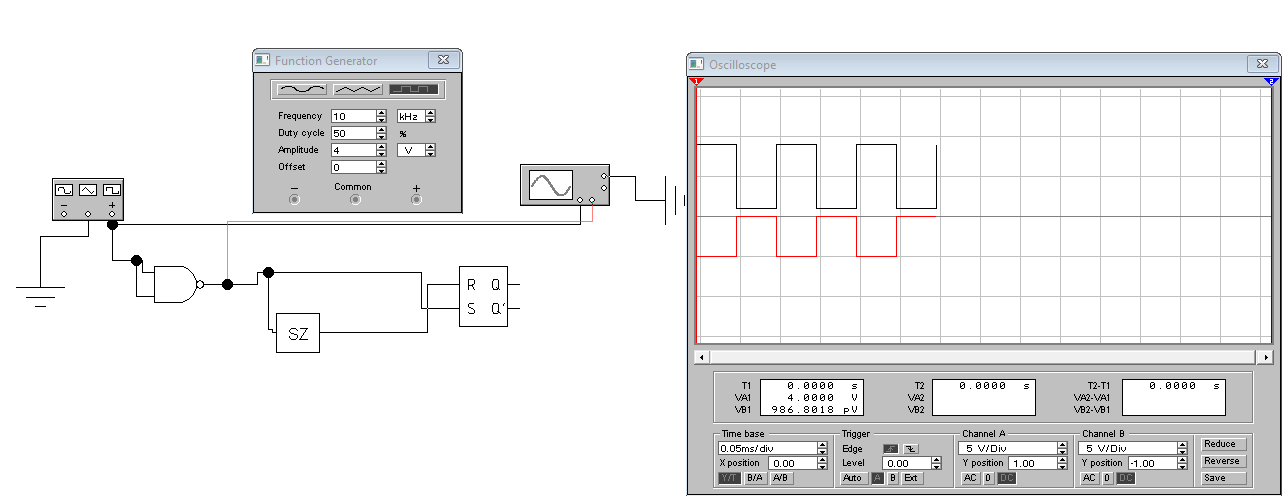 Function Generator
Frequency 10 kHz
Duty cycle 50 %
Amplitude 4 V
Offset 0
− Common +
− +
SZ
R Q
S Q'
Oscilloscope
1 2
T1 0.0000 s T2 0.0000 s T2-T1 0.0000 s
VA1 4.0000 V VA2 VA2-VA1
VB1 986.8018 pV VB2 VB2-VB1
Time base Trigger Channel A Channel B
0.05ms/div Edge 5 V/Div 5 V/Div Reduce
X position 0.00 Level 0.00 Y position 1.00 Y position -1.00 Reverse
Y/T B/A A/B Auto A B Ext AC 0 DC AC 0 DC Save